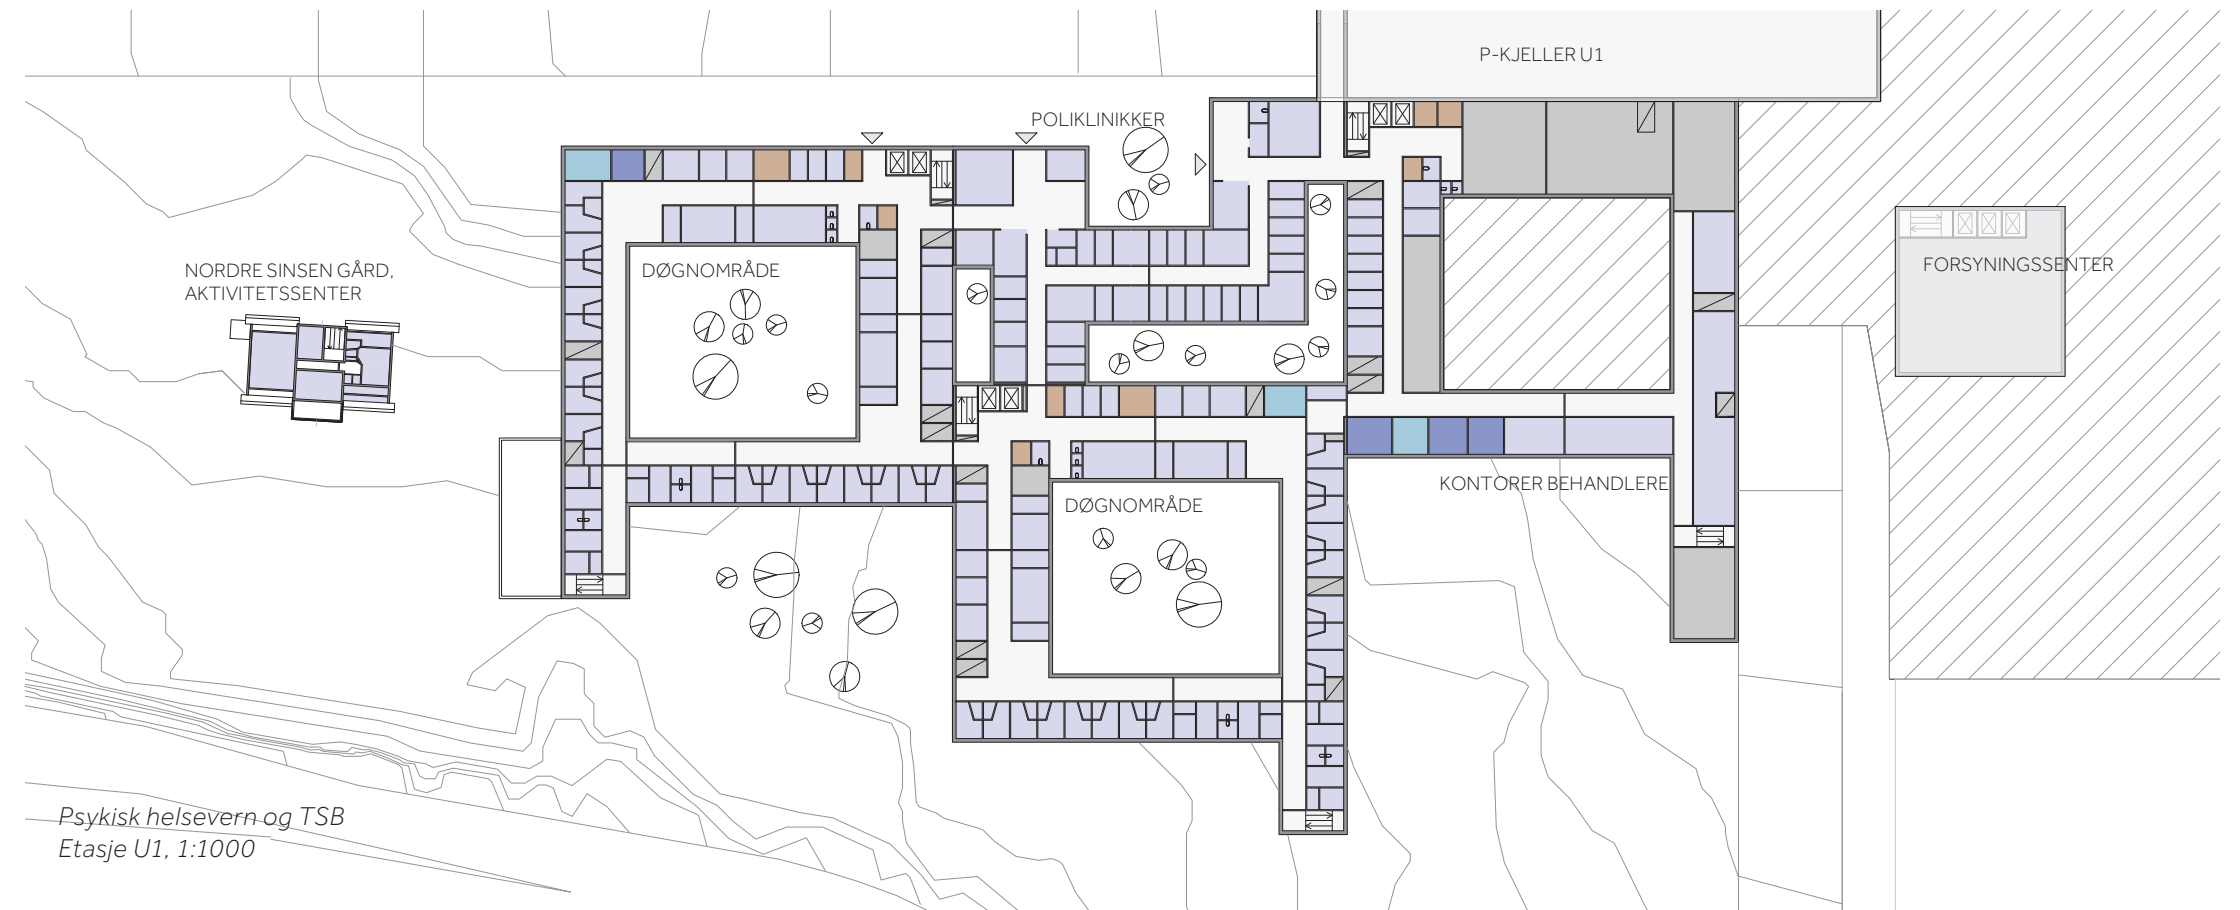 P-KJELLER U1
POLIKLINIKKER
NORDRE SINSEN GÅRD,
AKTIVITETSSENTER
DØGNOMRÅDE
FORSYNINGSSENTER
KONTORER BEHANDLERE
DØGNOMRÅDE
Psykisk helsevern og TSB
Etasje U1, 1:1000